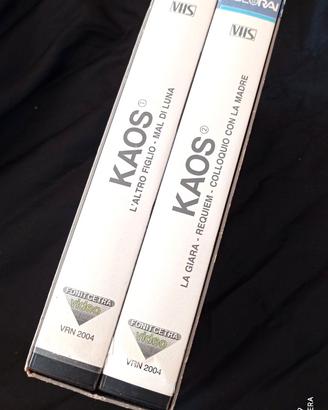 VHS
KAOS 1
L'ALTRO FIGLIO - MAL DI LUNA
FONIT CETRA
video
VRN 2004
VHS
KAOS 2
LA GIARA - REQUIEM - COLLOQUIO CON LA MADRE
FONIT CETRA
video
VRN 2004